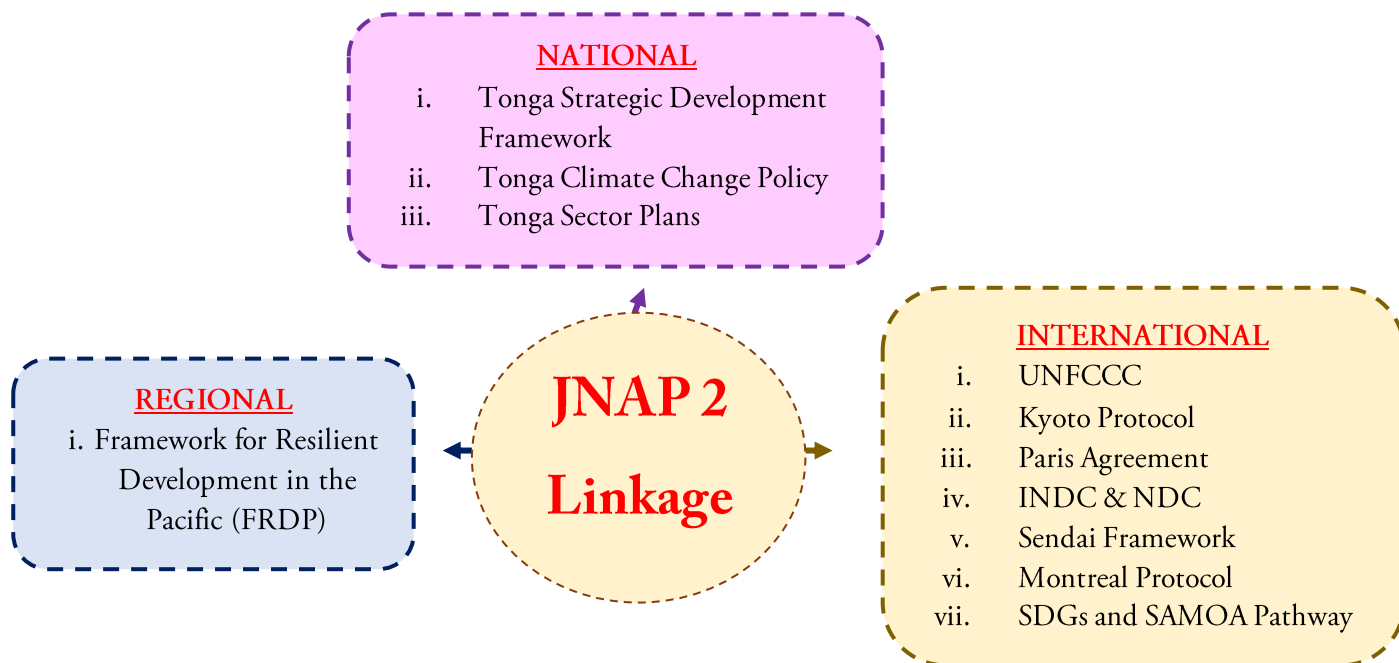 NATIONAL
i. Tonga Strategic Development
Framework
ii. Tonga Climate Change Policy
iii. Tonga Sector Plans
REGIONAL
i. Framework for Resilient
Development in the
Pacific (FRDP)
JNAP 2
Linkage
INTERNATIONAL
i. UNFCCC
ii. Kyoto Protocol
iii. Paris Agreement
iv. INDC & NDC
v. Sendai Framework
vi. Montreal Protocol
vii. SDGs and SAMOA Pathway